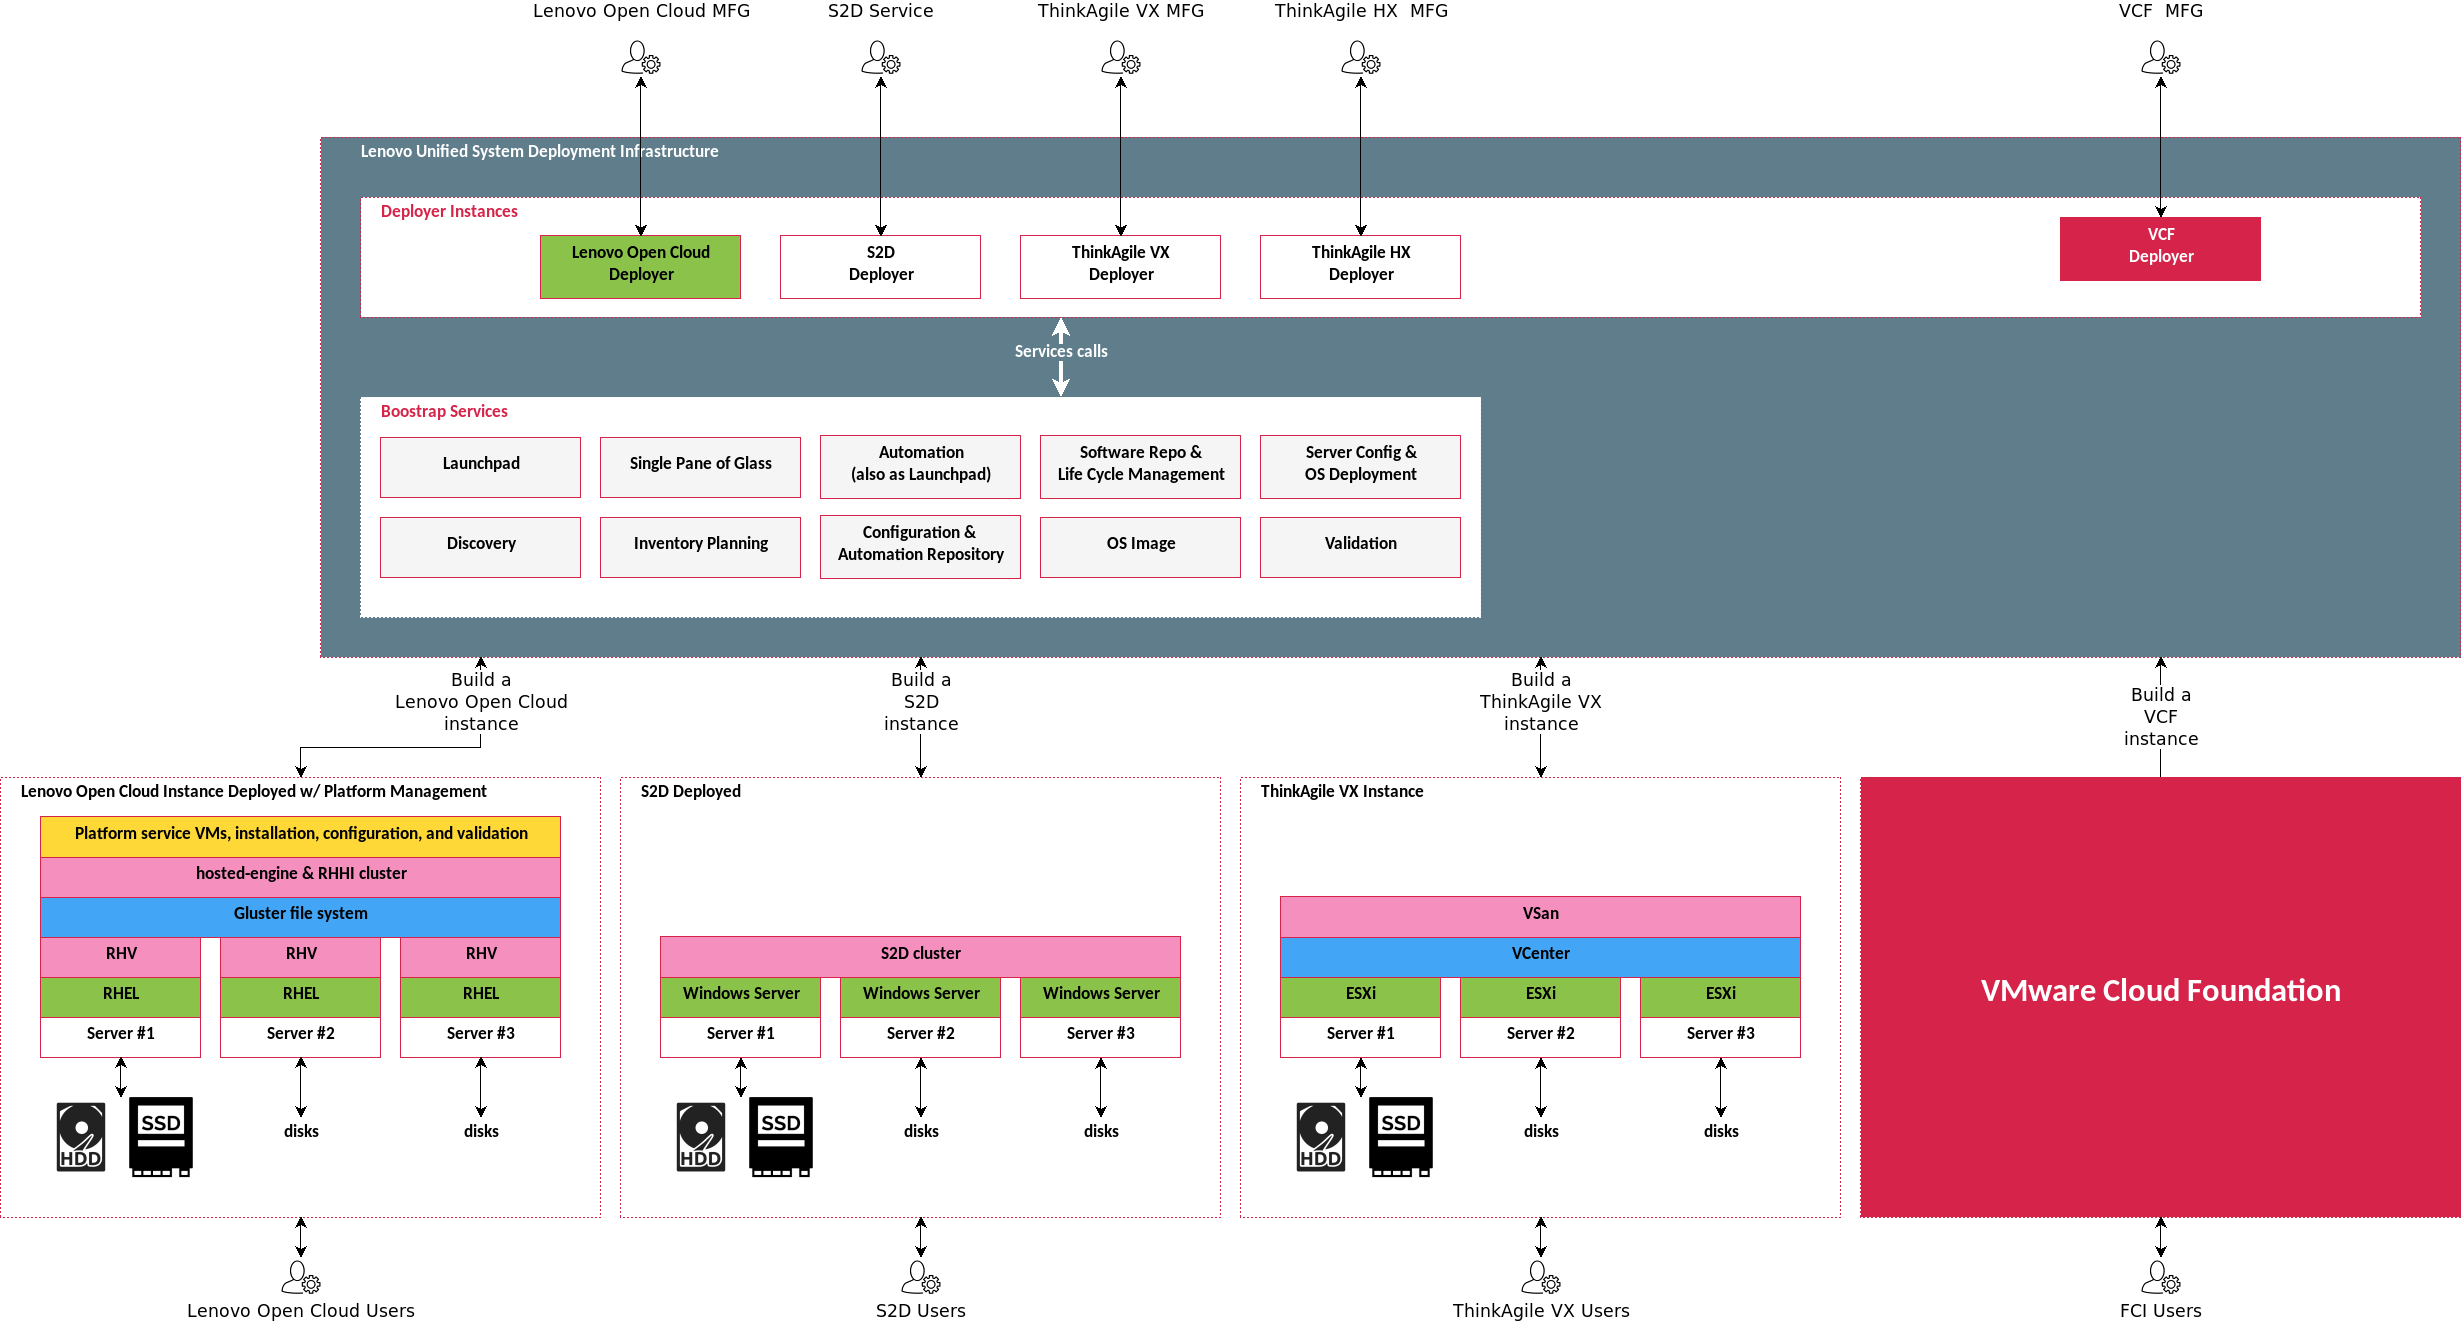 Lenovo Open Cloud MFG
S2D Service
ThinkAgile VX MFG
ThinkAgile HX  MFG
VCF  MFG
Lenovo Unified System Deployment Infrastructure
Deployer Instances
Lenovo Open Cloud
Deployer
S2D
Deployer
ThinkAgile VX
Deployer
ThinkAgile HX
Deployer
VCF
Deployer
Services calls
Boostrap Services
Launchpad
Single Pane of Glass
Automation
(also as Launchpad)
Software Repo &
Life Cycle Management
Server Config &
OS Deployment
Discovery
Inventory Planning
Configuration &
Automation Repository
OS Image
Validation
Build a
Lenovo Open Cloud
instance
Build a
S2D
instance
Build a
ThinkAgile VX
instance
Build a
VCF
instance
Lenovo Open Cloud Instance Deployed w/ Platform Management
Platform service VMs, installation, configuration, and validation
hosted-engine & RHHI cluster
Gluster file system
RHV
RHV
RHV
RHEL
RHEL
RHEL
Server #1
Server #2
Server #3
HDD
SSD
disks
disks
S2D Deployed
S2D cluster
Windows Server
Windows Server
Windows Server
Server #1
Server #2
Server #3
HDD
SSD
disks
disks
ThinkAgile VX Instance
VSan
VCenter
ESXi
ESXi
ESXi
Server #1
Server #2
Server #3
HDD
SSD
disks
disks
VMware Cloud Foundation
Lenovo Open Cloud Users
S2D Users
ThinkAgile VX Users
FCI Users